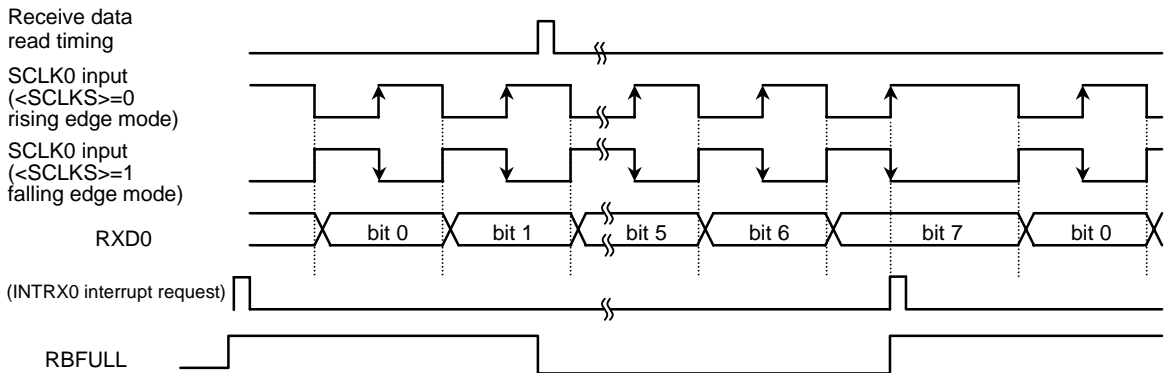 Receive data
read timing
SCLK0 input
(<SCLKS>=0
rising edge mode)
SCLK0 input
(<SCLKS>=1
falling edge mode)
RXD0
bit 0
bit 1
bit 5
bit 6
bit 7
bit 0
(INTRX0 interrupt request)
RBFULL